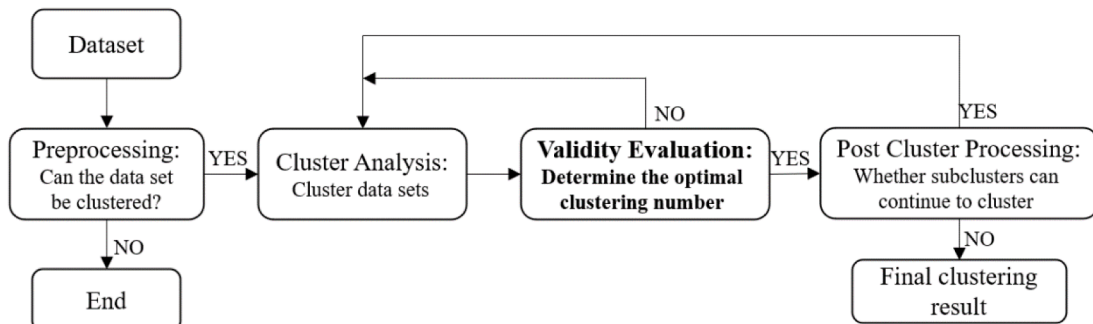 Dataset
Preprocessing:
Can the data set
be clustered?
YES
NO
End
Cluster Analysis:
Cluster data sets
NO
Validity Evaluation:
Determine the optimal
clustering number
YES
YES
Post Cluster Processing:
Whether subclusters can
continue to cluster
NO
Final clustering
result